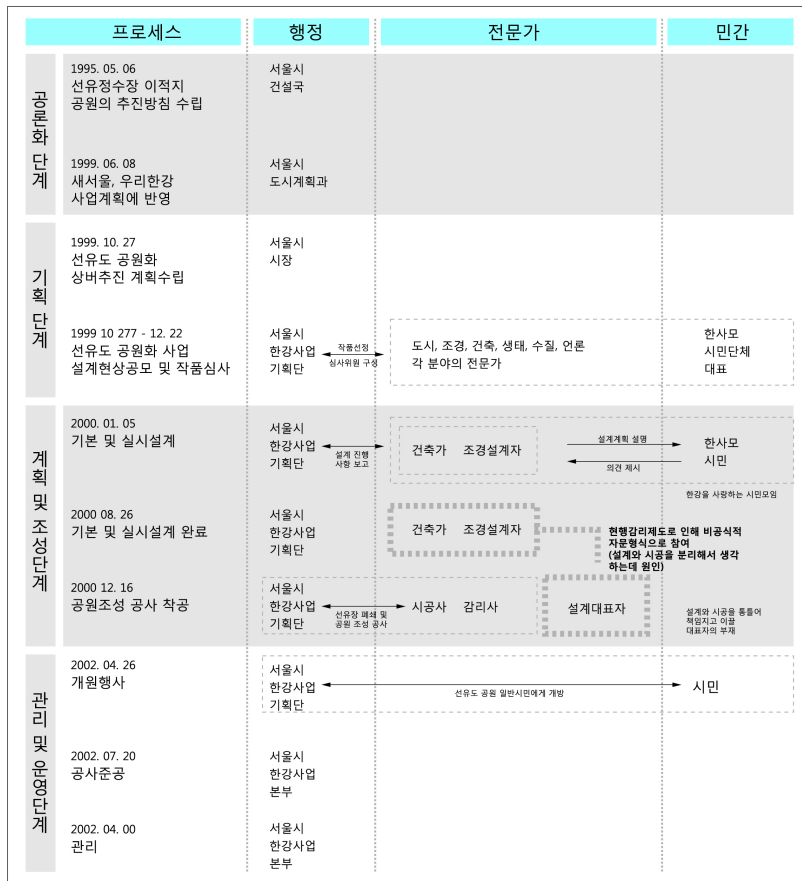 프로세스
행정
전문가
민간
공론화 단계
1995. 05. 06
선유정수장 이적지
공원의 추진방침 수립
서울시
건설국
1999. 06. 08
새서울, 우리한강
사업계획에 반영
서울시
도시계획과
기획 단계
1999. 10. 27
선유도 공원화
상버추진 계획수립
서울시
시장
1999 10 277 - 12. 22
선유도 공원화 사업
설계현상공모 및 작품심사
서울시
한강사업
기획단
작품선정
심사위원 구성
도시, 조경, 건축, 생태, 수질, 언론
각 분야의 전문가
한사모
시민단체
대표
계획 및 조성단계
2000. 01. 05
기본 및 실시설계
서울시
한강사업
기획단
설계 진행
사항 보고
건축가 조경설계자
설계계획 설명
의견 제시
한사모
시민
한강을 사랑하는 시민모임
2000 08. 26
기본 및 실시설계 완료
서울시
한강사업
기획단
건축가 조경설계자
현행감리제도로 인해 비공식적
자문형식으로 참여
(설계와 시공을 분리해서 생각
하는데 원인)
2000 12. 16
공원조성 공사 착공
서울시
한강사업
기획단
선유장 폐쇄 및
공원 조성 공사
시공사 감리사
설계대표자
설계와 시공을 통틀어
책임지고 이끌
대표자의 부재
관리 및 운영단계
2002. 04. 26
개원행사
서울시
한강사업
기획단
선유도 공원 일반시민에게 개방
시민
2002. 07. 20
공사준공
서울시
한강사업
본부
2002. 04. 00
관리
서울시
한강사업
본부